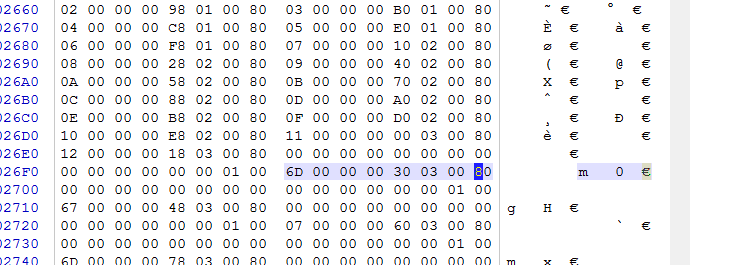 02660 02 00 00 00 98 01 00 80 03 00 00 00 B0 01 00 80 ˜ € ° €
02670 04 00 00 00 C8 01 00 80 05 00 00 00 E0 01 00 80 È € à €
02680 06 00 00 00 F8 01 00 80 07 00 00 00 10 02 00 80 ø € €
02690 08 00 00 00 28 02 00 80 09 00 00 00 40 02 00 80 ( € @ €
026A0 0A 00 00 00 58 02 00 80 0B 00 00 00 70 02 00 80 X € p €
026B0 0C 00 00 00 88 02 00 80 0D 00 00 00 A0 02 00 80 ˆ € €
026C0 0E 00 00 00 B8 02 00 80 0F 00 00 00 D0 02 00 80 ¸ € Ð €
026D0 10 00 00 00 E8 02 00 80 11 00 00 00 00 03 00 80 è € €
026E0 12 00 00 00 18 03 00 80 00 00 00 00 00 00 00 00 €
026F0 00 00 00 00 00 00 01 00 6D 00 00 00 30 03 00 80 m 0 €
02700 00 00 00 00 00 00 00 00 00 00 00 00 00 00 01 00
02710 67 00 00 00 48 03 00 80 00 00 00 00 00 00 00 00 g H €
02720 00 00 00 00 00 00 01 00 07 00 00 00 60 03 00 80 ` €
02730 00 00 00 00 00 00 00 00 00 00 00 00 00 00 01 00
02740 6D 00 00 00 78 03 00 80 00 00 00 00 00 00 00 00 m x €